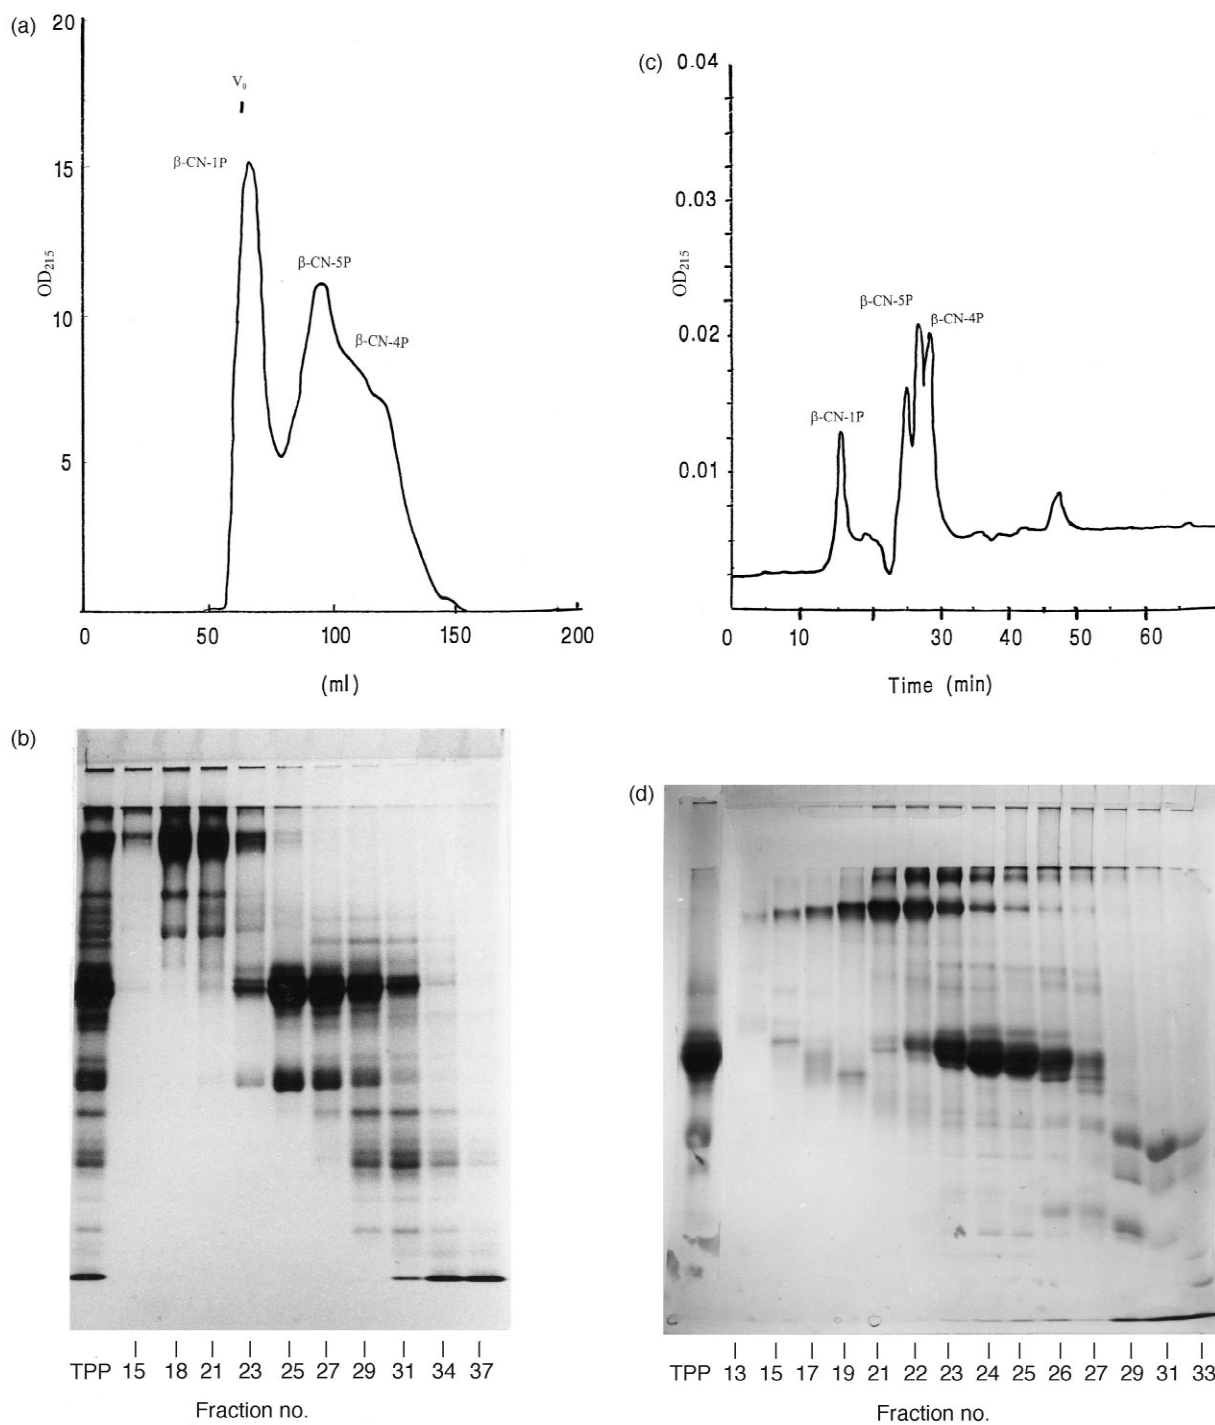 (a)
20
15
10
5
OD215
V0
β-CN-1P
β-CN-5P
β-CN-4P
0 50 100 150 200
(ml)
(c)
0.04
0.03
0.02
0.01
0
OD215
β-CN-1P
β-CN-5P
β-CN-4P
0 10 20 30 40 50 60
Time (min)
(b)
TPP 15 18 21 23 25 27 29 31 34 37
Fraction no.
(d)
TPP 13 15 17 19 21 22 23 24 25 26 27 29 31 33
Fraction no.